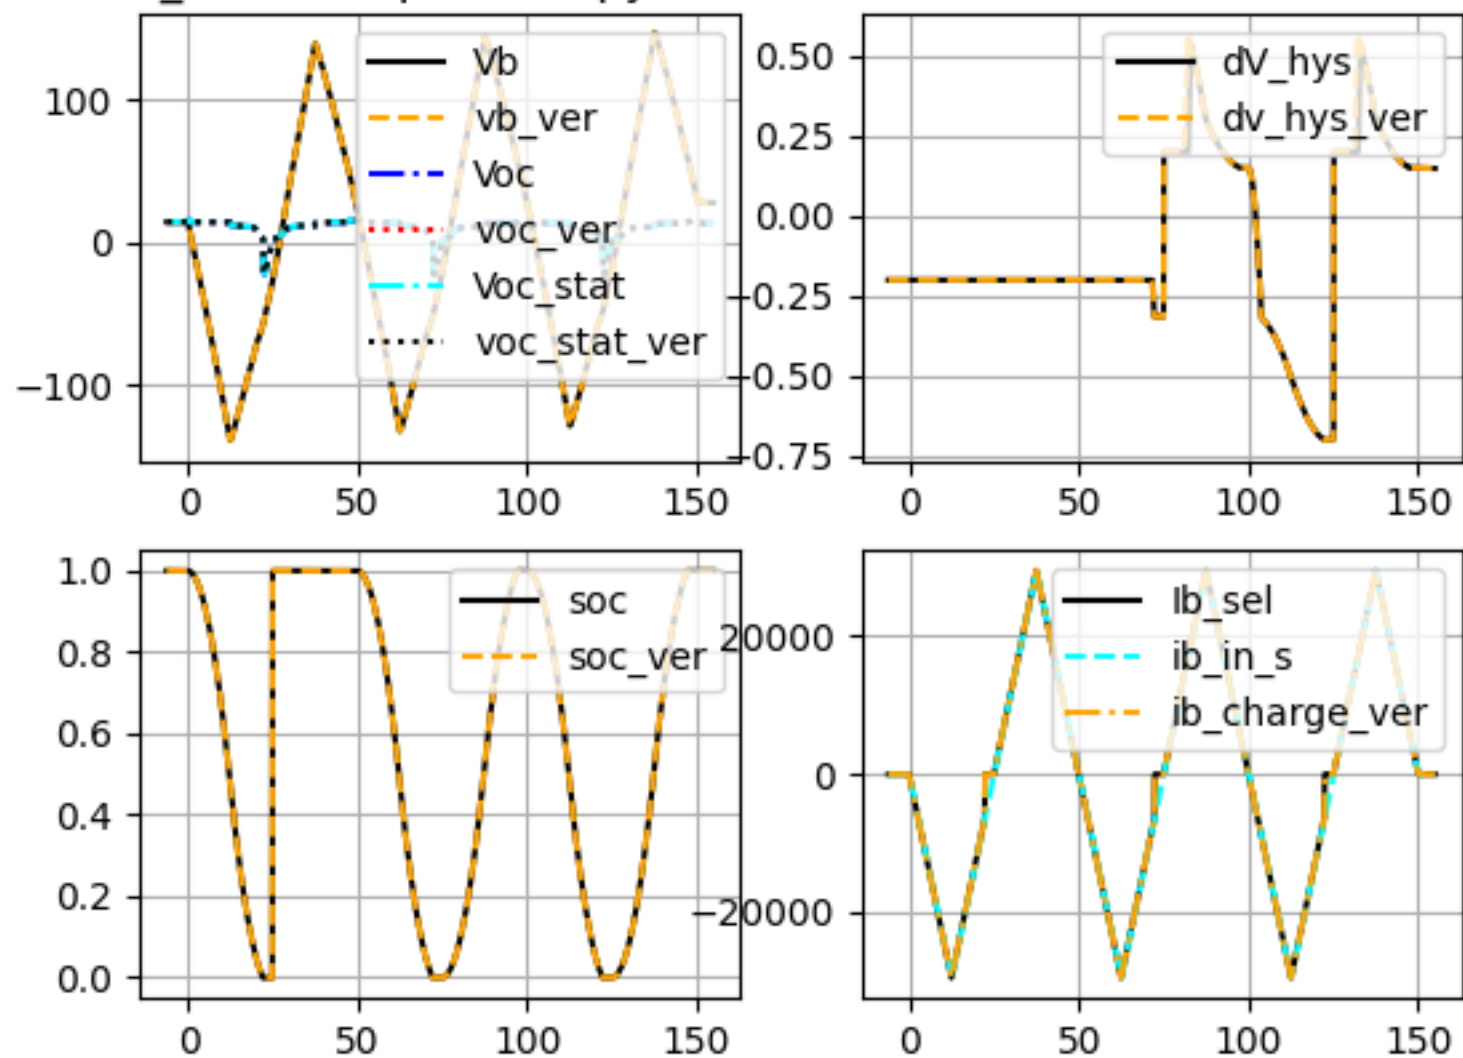 Vb
vb_ver
Voc
voc_ver
Voc_stat
voc_stat_ver
100
0
−100
0 50 100 150
dV_hys
dv_hys_ver
0.50
0.25
0.00
−0.25
−0.50
−0.75
0 50 100 150
soc
soc_ver
1.0
0.8
0.6
0.4
0.2
0.0
0 50 100 150
Ib_sel
ib_in_s
ib_charge_ver
20000
0
−20000
0 50 100 150